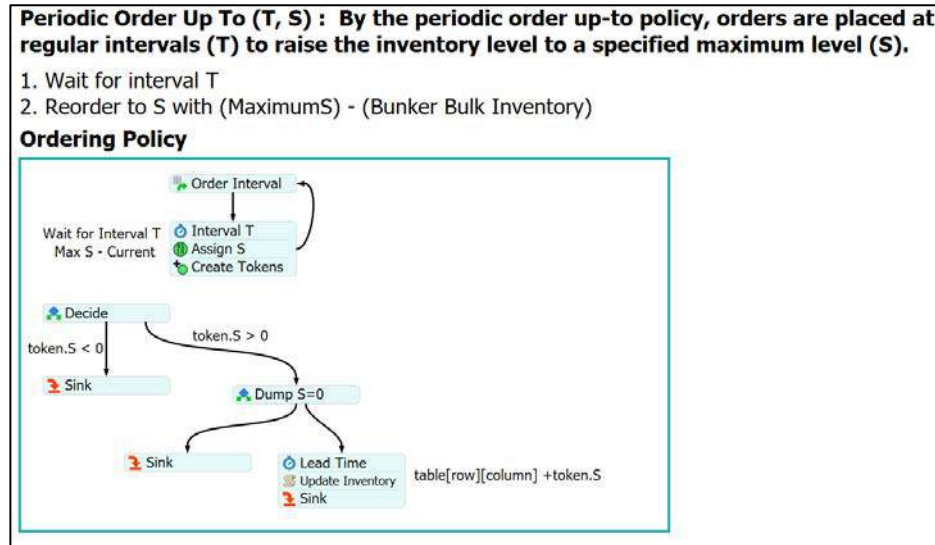 Periodic Order Up To (T, S) : By the periodic order up-to policy, orders are placed at
regular intervals (T) to raise the inventory level to a specified maximum level (S).
1. Wait for interval T
2. Reorder to S with (MaximumS) - (Bunker Bulk Inventory)
Ordering Policy
Order Interval
Wait for Interval T
Max S - Current
Interval T
Assign S
Create Tokens
Decide
token.S < 0
token.S > 0
Sink
Dump S=0
Sink
Lead Time
Update Inventory
Sink
table[row][column] +token.S